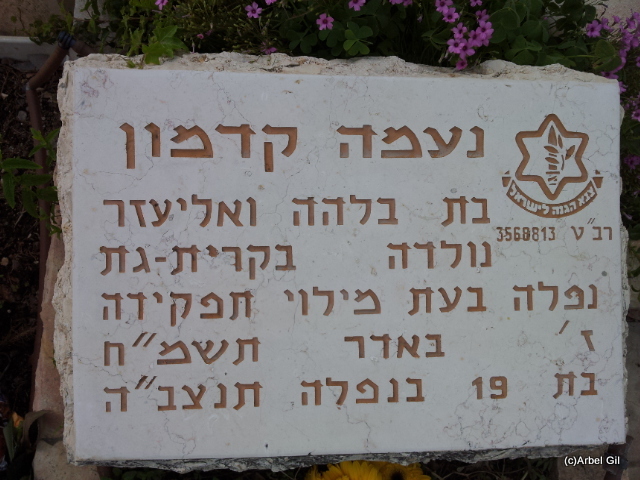 נעמה קדמון
צבא הגנה לישראל
רב״ט 3560813
בת בלהה ואליעזר
נולדה בקרית-גת
נפלה בעת מילוי תפקידה
ז׳ באדר תשמ״ח
בת 19 בנפלה תנצב״ה
(c)Arbel Gil